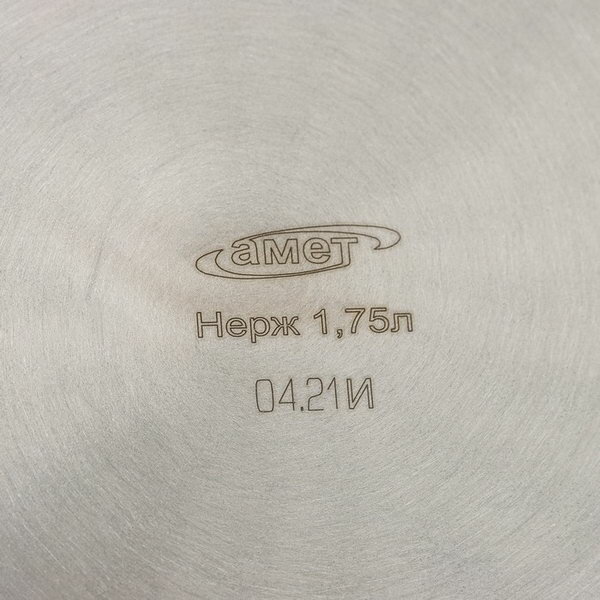 амет
Нерж 1,75л
04.21И